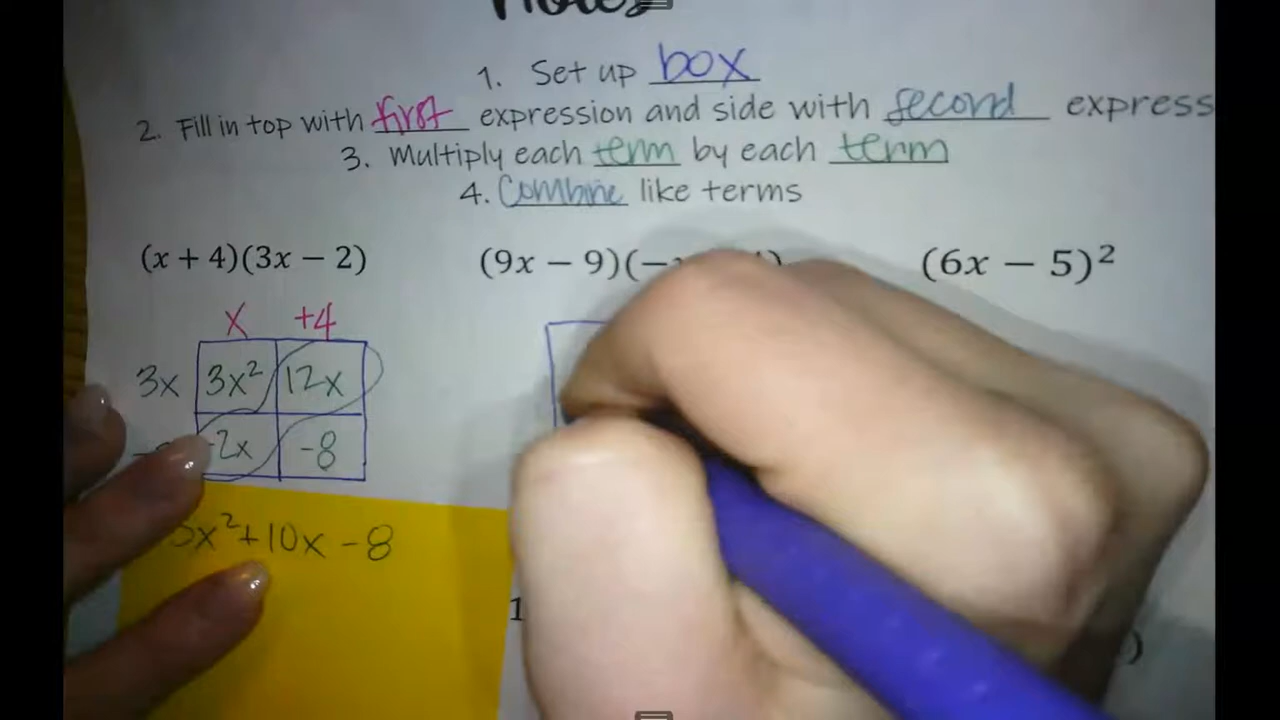 Notes
1. Set up box
2. Fill in top with first expression and side with second express
3. Multiply each term by each term
4. Combine like terms
(x + 4)(3x − 2) (9x − 9)(− (6x − 5)²
x +4
3x 3x² 12x
-2x -8
x²+10x -8
1 )